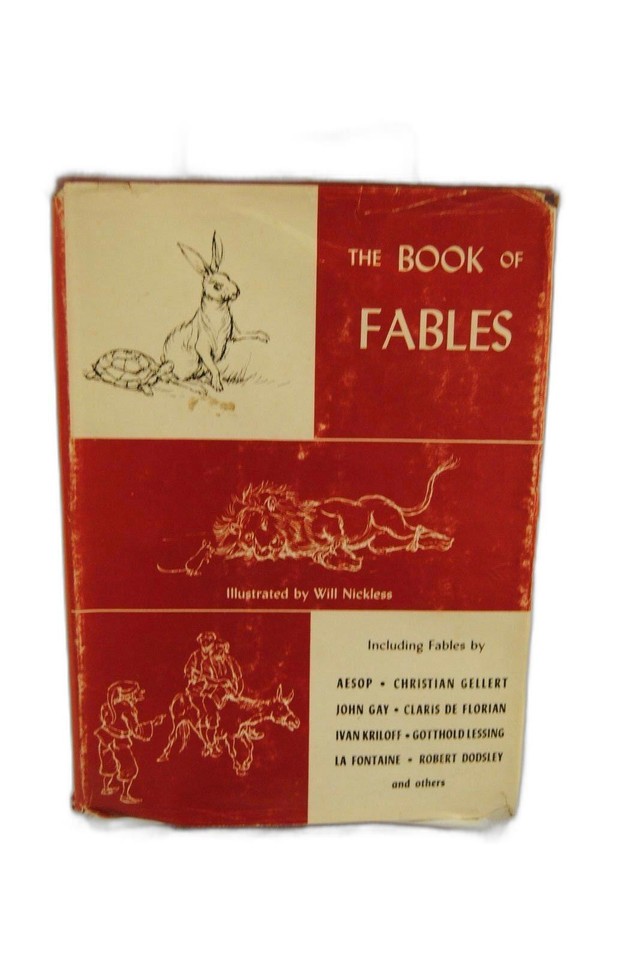 THE BOOK OF
FABLES
Illustrated by Will Nickless
Including Fables by
AESOP • CHRISTIAN GELLERT
JOHN GAY • CLARIS DE FLORIAN
IVAN KRILOFF • GOTTHOLD LESSING
LA FONTAINE • ROBERT DODSLEY
and others